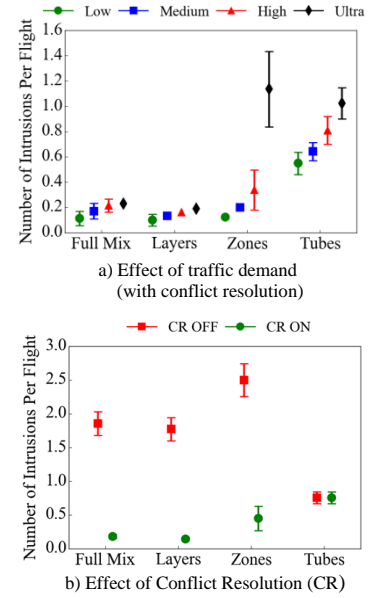 Low Medium High Ultra
Number of Intrusions Per Flight
1.6
1.4
1.2
1.0
0.8
0.6
0.4
0.2
0.0
Full Mix Layers Zones Tubes
a) Effect of traffic demand
(with conflict resolution)
CR OFF CR ON
Number of Intrusions Per Flight
3.0
2.5
2.0
1.5
1.0
0.5
0.0
Full Mix Layers Zones Tubes
b) Effect of Conflict Resolution (CR)